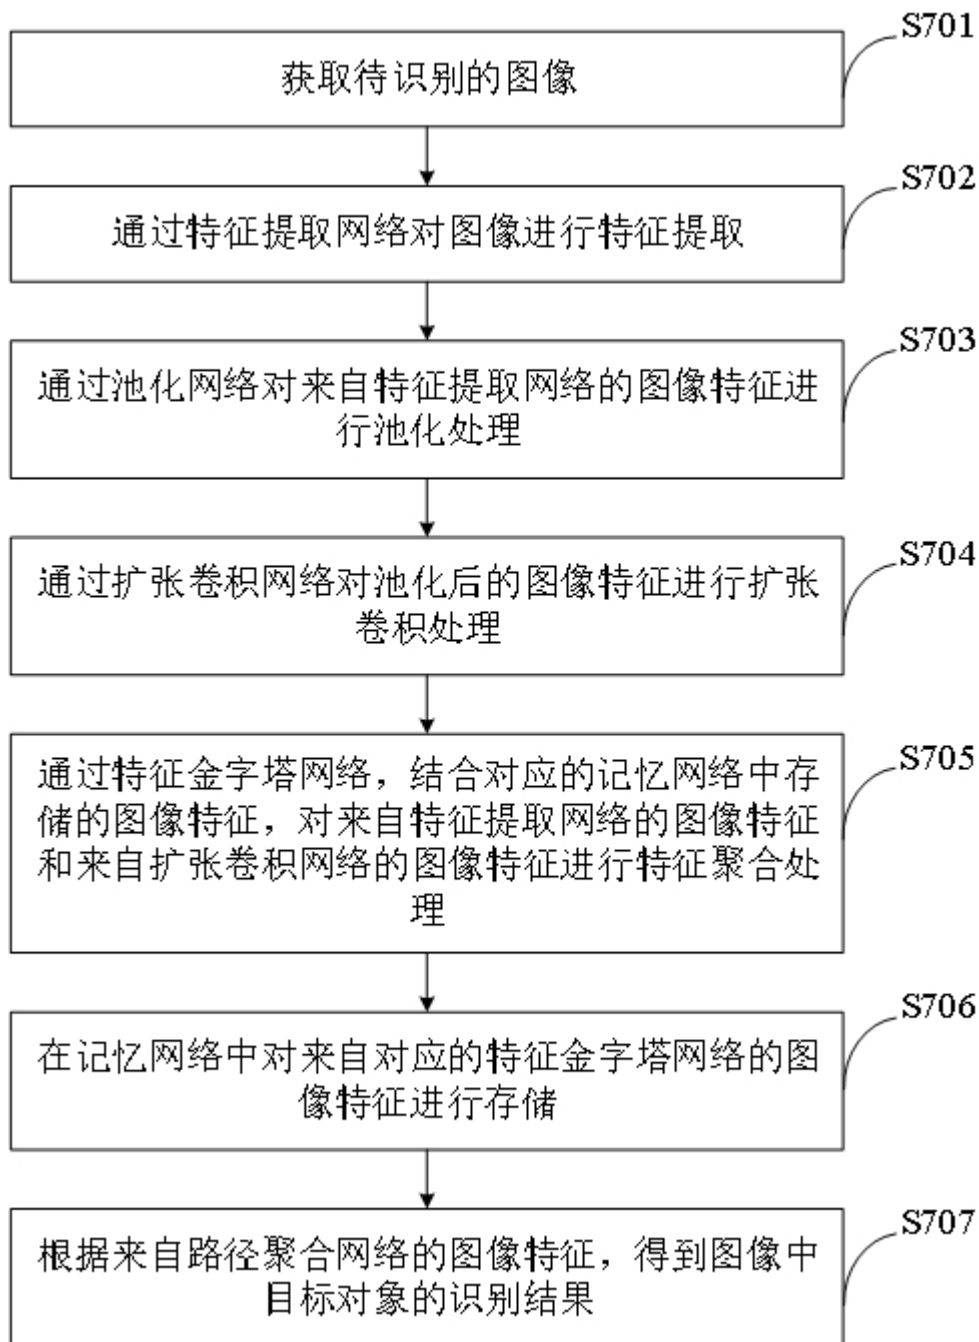 S701
获取待识别的图像
S702
通过特征提取网络对图像进行特征提取
S703
通过池化网络对来自特征提取网络的图像特征进
行池化处理
S704
通过扩张卷积网络对池化后的图像特征进行扩张
卷积处理
S705
通过特征金字塔网络，结合对应的记忆网络中存
储的图像特征，对来自特征提取网络的图像特征
和来自扩张卷积网络的图像特征进行特征聚合处
理
S706
在记忆网络中对来自对应的特征金字塔网络的图
像特征进行存储
S707
根据来自路径聚合网络的图像特征，得到图像中
目标对象的识别结果